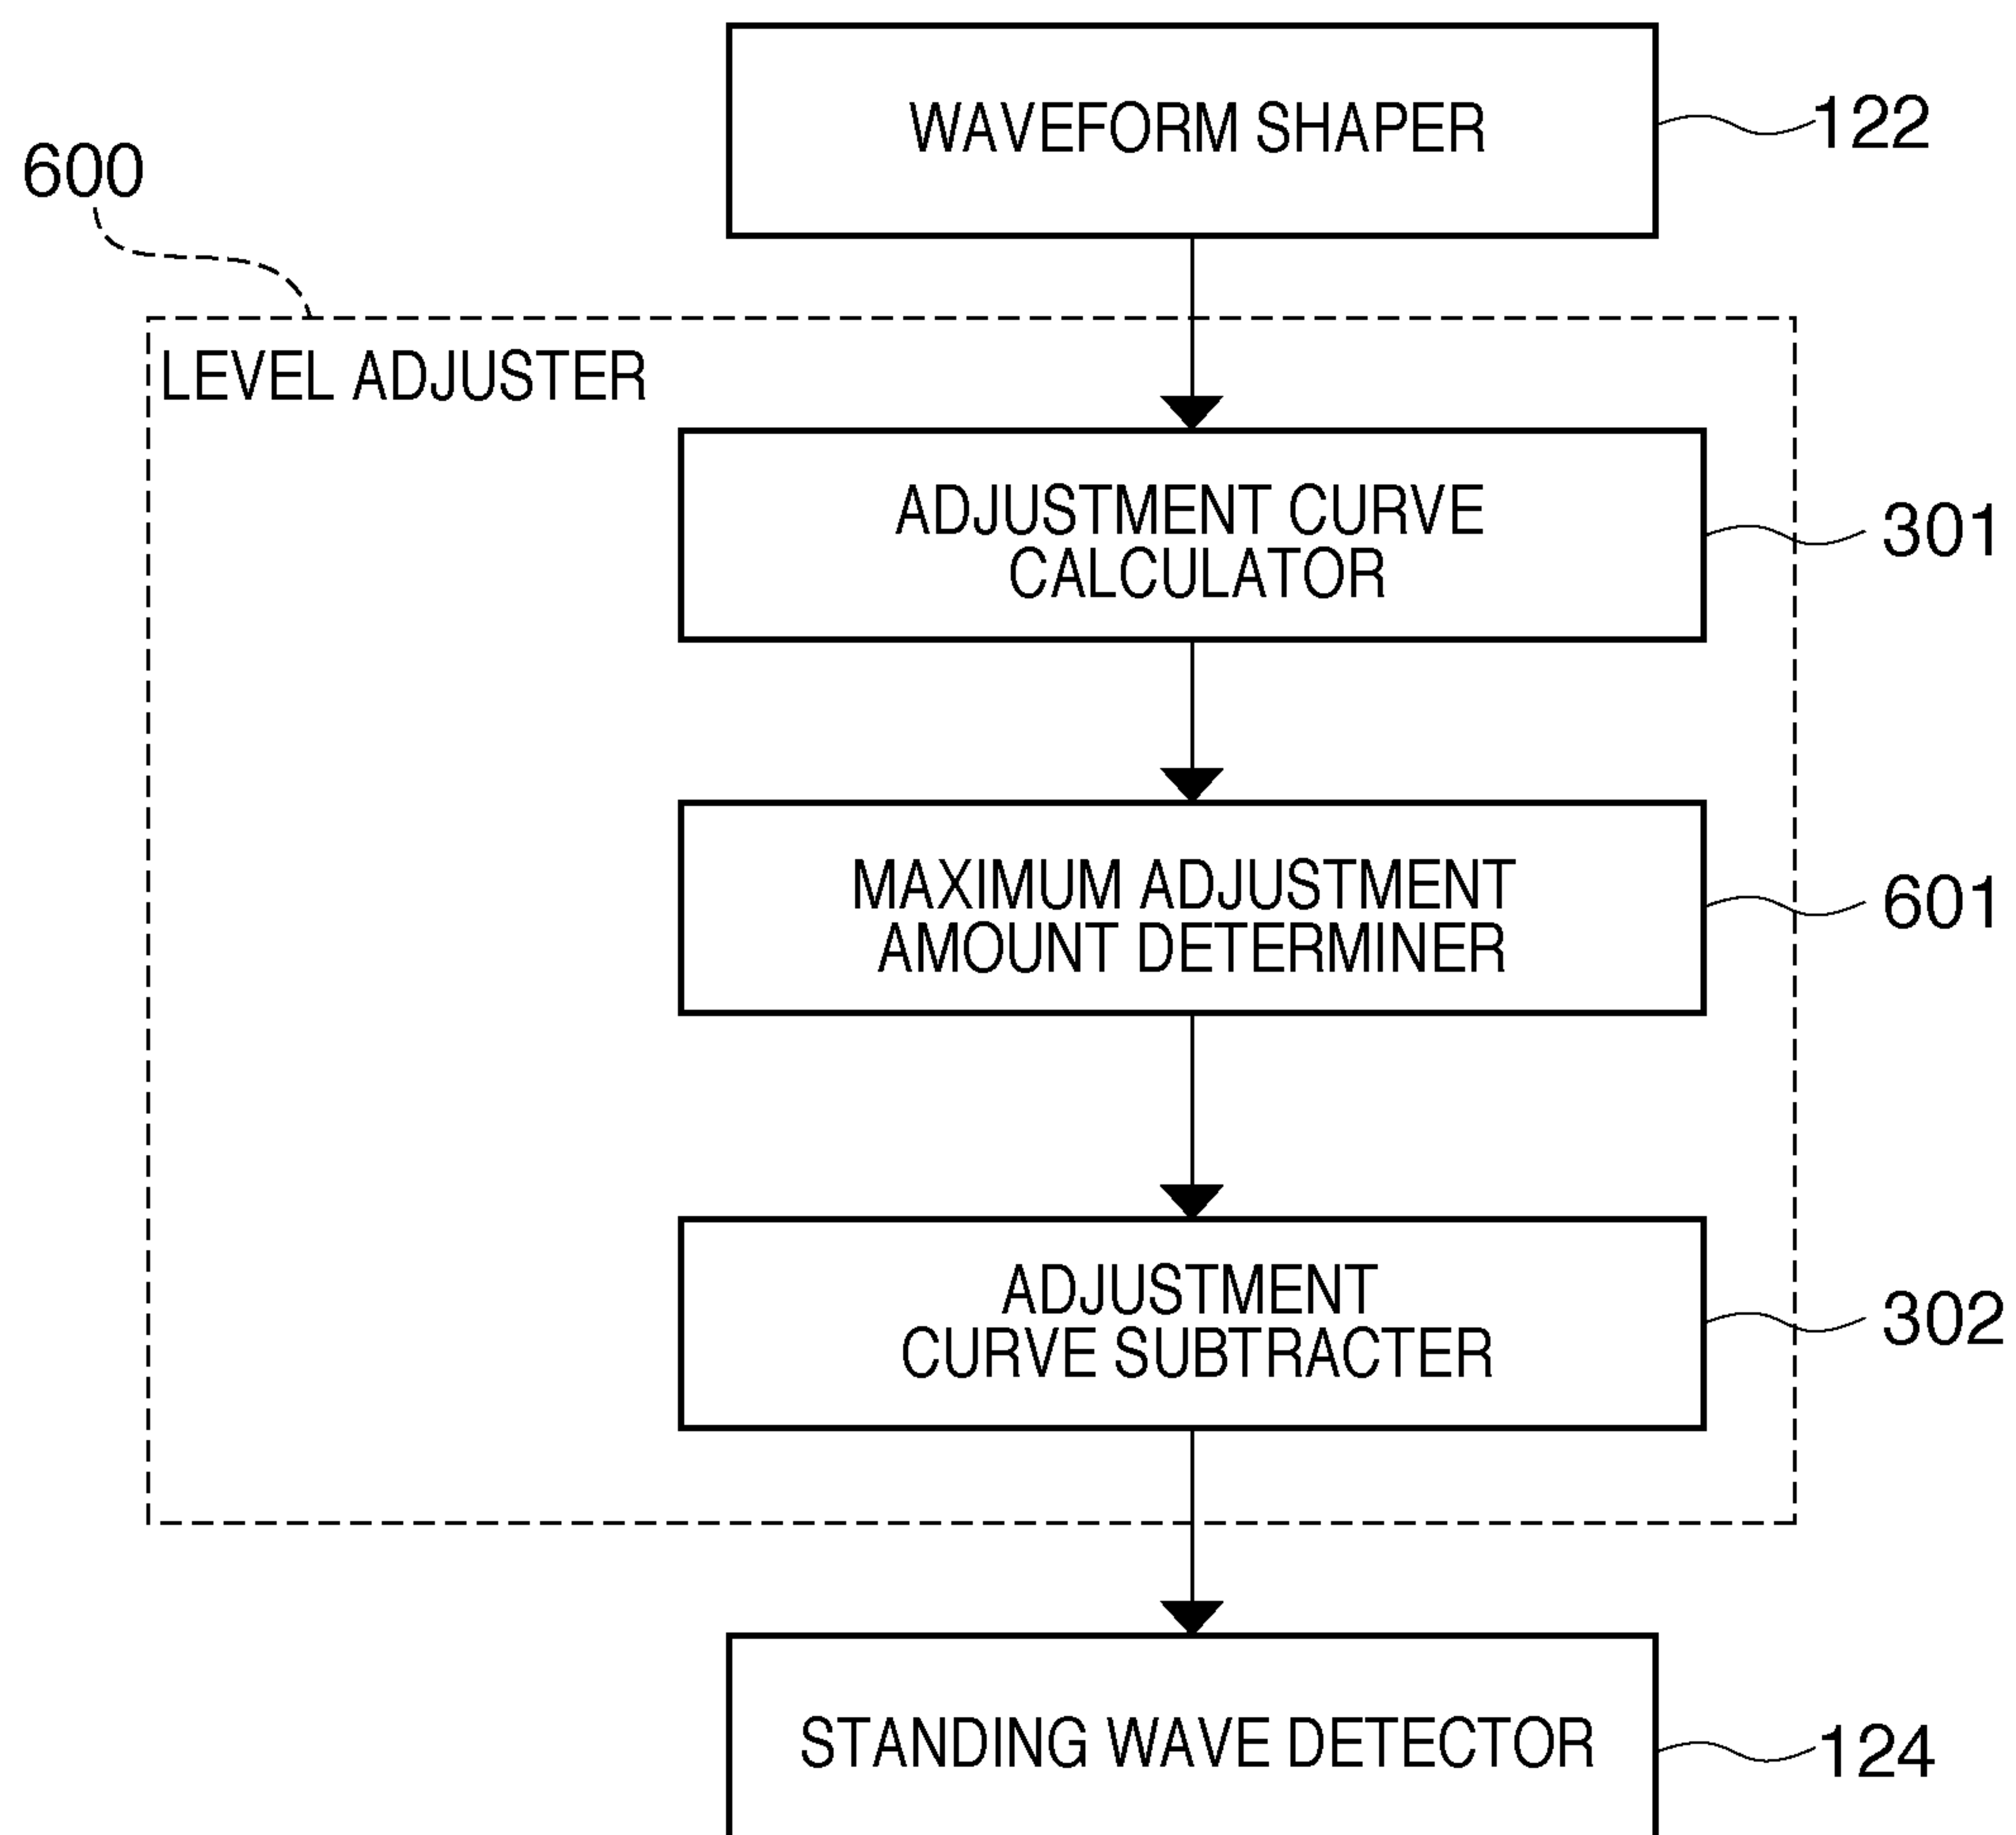 WAVEFORM SHAPER
122
600
LEVEL ADJUSTER
ADJUSTMENT CURVE
CALCULATOR
301
MAXIMUM ADJUSTMENT
AMOUNT DETERMINER
601
ADJUSTMENT
CURVE SUBTRACTER
302
STANDING WAVE DETECTOR
124